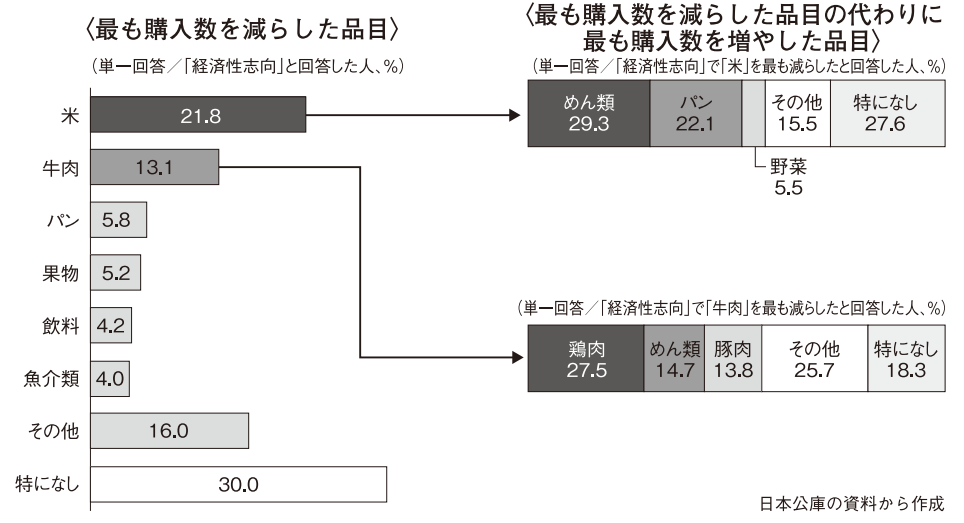 〈最も購入数を減らした品目〉
(単一回答／「経済性志向」と回答した人、%)
米 21.8
牛肉 13.1
パン 5.8
果物 5.2
飲料 4.2
魚介類 4.0
その他 16.0
特になし 30.0
〈最も購入数を減らした品目の代わりに
最も購入数を増やした品目〉
(単一回答／「経済性志向」で「米」を最も減らしたと回答した人、%)
めん類 パン その他 特になし
29.3 22.1 15.5 27.6
野菜
5.5
(単一回答／「経済性志向」で「牛肉」を最も減らしたと回答した人、%)
鶏肉 めん類 豚肉 その他 特になし
27.5 14.7 13.8 25.7 18.3
日本公庫の資料から作成